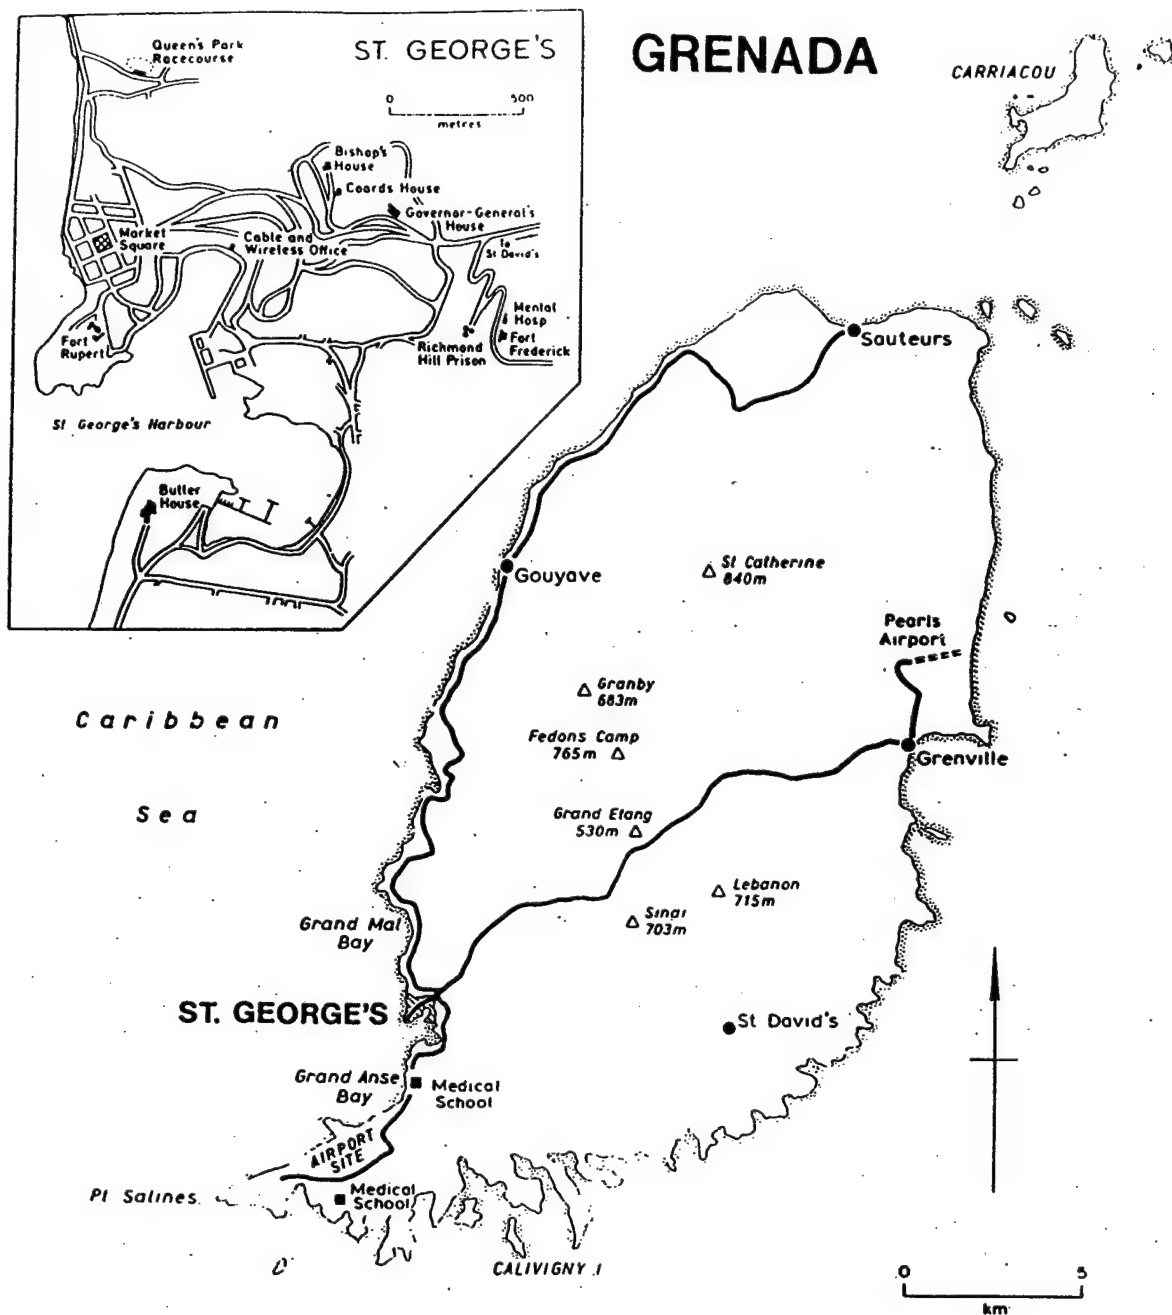 GRENADA
ST. GEORGE'S
0 500
metres
Queen's Park
Racecourse
Bishop's
House
Coards House
Governor-General's
House
Market
Square
Cable and
Wireless Office
To
St David's
Mental
Hosp
Fort
Frederick
Richmond
Hill Prison
Fort
Rupert
St George's Harbour
Butler
House
CARRIACOU
Sauteurs
Gouyave
St Catherine
840m
Pearls
Airport
Granby
683m
Fedons Camp
765m
Grenville
Caribbean
Sea
Grand Etang
530m
Lebanon
715m
Sinai
703m
Grand Mal
Bay
ST. GEORGE'S
St David's
Grand Anse
Bay
Medical
School
AIRPORT
SITE
Pt Salines
Medical
School
CALIVIGNY I
0 5
km